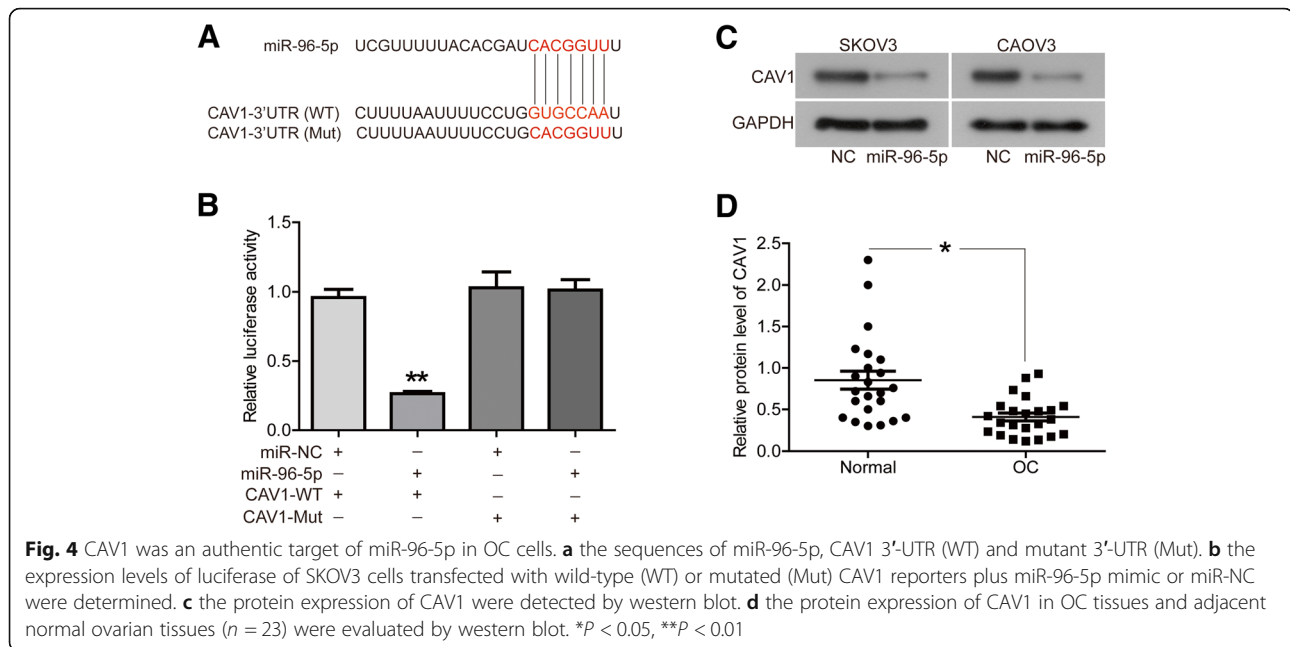 A
miR-96-5p UCGUUUUUACACGAUCACGGUUU
CAV1-3'UTR (WT) CUUUUAAUUUUCCUGGUGCCAAU
CAV1-3'UTR (Mut) CUUUUAAUUUUCCUGCACGGUUU
B
Relative luciferase activity
1.5
1.0
0.5
0.0
**
miR-NC + − + −
miR-96-5p − + − +
CAV1-WT + + − −
CAV1-Mut − − + +
C
SKOV3 CAOV3
CAV1
GAPDH
NC miR-96-5p NC miR-96-5p
D
Relative protein level of CAV1
2.5
2.0
1.5
1.0
0.5
0.0
*
Normal OC
Fig. 4 CAV1 was an authentic target of miR-96-5p in OC cells. a the sequences of miR-96-5p, CAV1 3′-UTR (WT) and mutant 3′-UTR (Mut). b the
expression levels of luciferase of SKOV3 cells transfected with wild-type (WT) or mutated (Mut) CAV1 reporters plus miR-96-5p mimic or miR-NC
were determined. c the protein expression of CAV1 were detected by western blot. d the protein expression of CAV1 in OC tissues and adjacent
normal ovarian tissues (n = 23) were evaluated by western blot. *P < 0.05, **P < 0.01